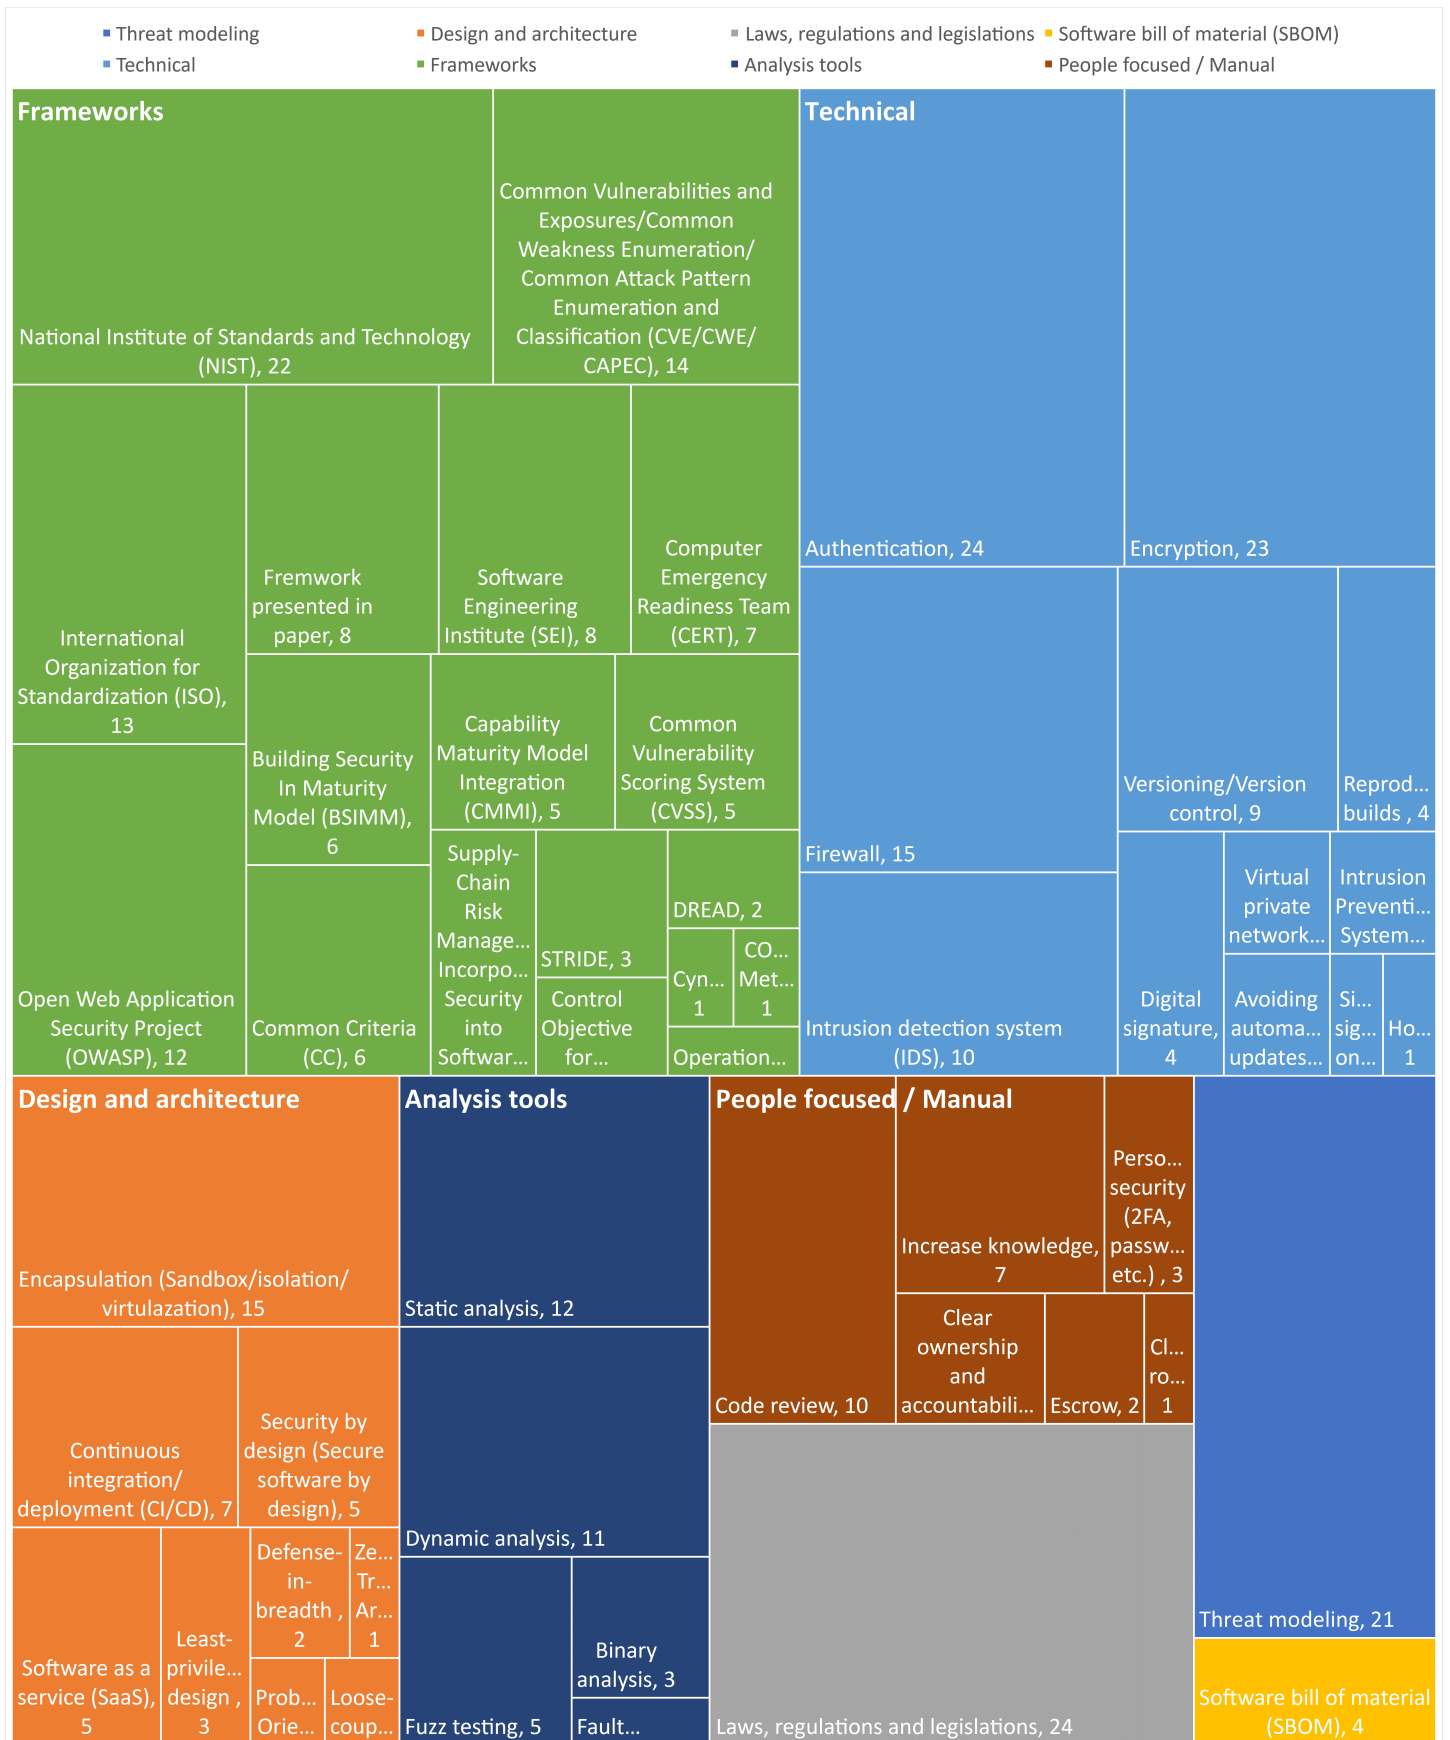 Threat modeling
Design and architecture
Laws, regulations and legislations
Software bill of material (SBOM)
Technical
Frameworks
Analysis tools
People focused / Manual
Frameworks
National Institute of Standards and Technology
(NIST), 22
Common Vulnerabilities and
Exposures/Common
Weakness Enumeration/
Common Attack Pattern
Enumeration and
Classification (CVE/CWE/
CAPEC), 14
International
Organization for
Standardization (ISO),
13
Fremwork
presented in
paper, 8
Software
Engineering
Institute (SEI), 8
Computer
Emergency
Readiness Team
(CERT), 7
Open Web Application
Security Project
(OWASP), 12
Building Security
In Maturity
Model (BSIMM),
6
Capability
Maturity Model
Integration
(CMMI), 5
Common
Vulnerability
Scoring System
(CVSS), 5
Common Criteria
(CC), 6
Supply-
Chain
Risk
Manage...
Incorpo...
Security
into
Softwar...
STRIDE, 3
Control
Objective
for...
DREAD, 2
Cyn...
1
CO...
Met...
1
Operation...
Technical
Authentication, 24
Encryption, 23
Firewall, 15
Versioning/Version
control, 9
Reprod...
builds , 4
Intrusion detection system
(IDS), 10
Digital
signature,
4
Virtual
private
network...
Intrusion
Preventi...
System...
Avoiding
automa...
updates...
Si...
sig...
on...
Ho...
1
Design and architecture
Encapsulation (Sandbox/isolation/
virtulazation), 15
Continuous
integration/
deployment (CI/CD), 7
Security by
design (Secure
software by
design), 5
Software as a
service (SaaS),
5
Least-
privile...
design ,
3
Defense-
in-
breadth ,
2
Ze...
Tr...
Ar...
1
Prob...
Orie...
Loose-
coup...
Analysis tools
Static analysis, 12
Dynamic analysis, 11
Fuzz testing, 5
Binary
analysis, 3
Fault...
People focused / Manual
Code review, 10
Increase knowledge,
7
Perso...
security
(2FA,
passw...
etc.) , 3
Clear
ownership
and
accountabili...
Escrow, 2
Cl...
ro...
1
Laws, regulations and legislations, 24
Threat modeling, 21
Software bill of material
(SBOM), 4